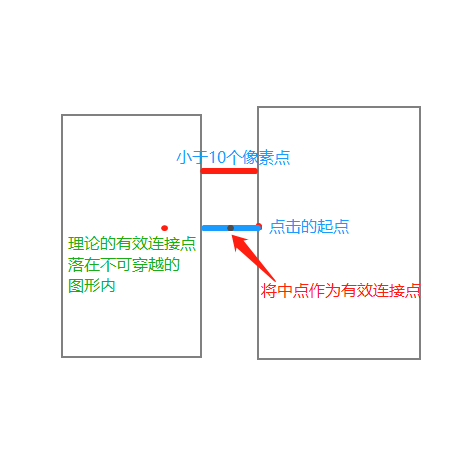 小于10个像素点
点击的起点
理论的有效连接点
落在不可穿越的
图形内
将中点作为有效连接点